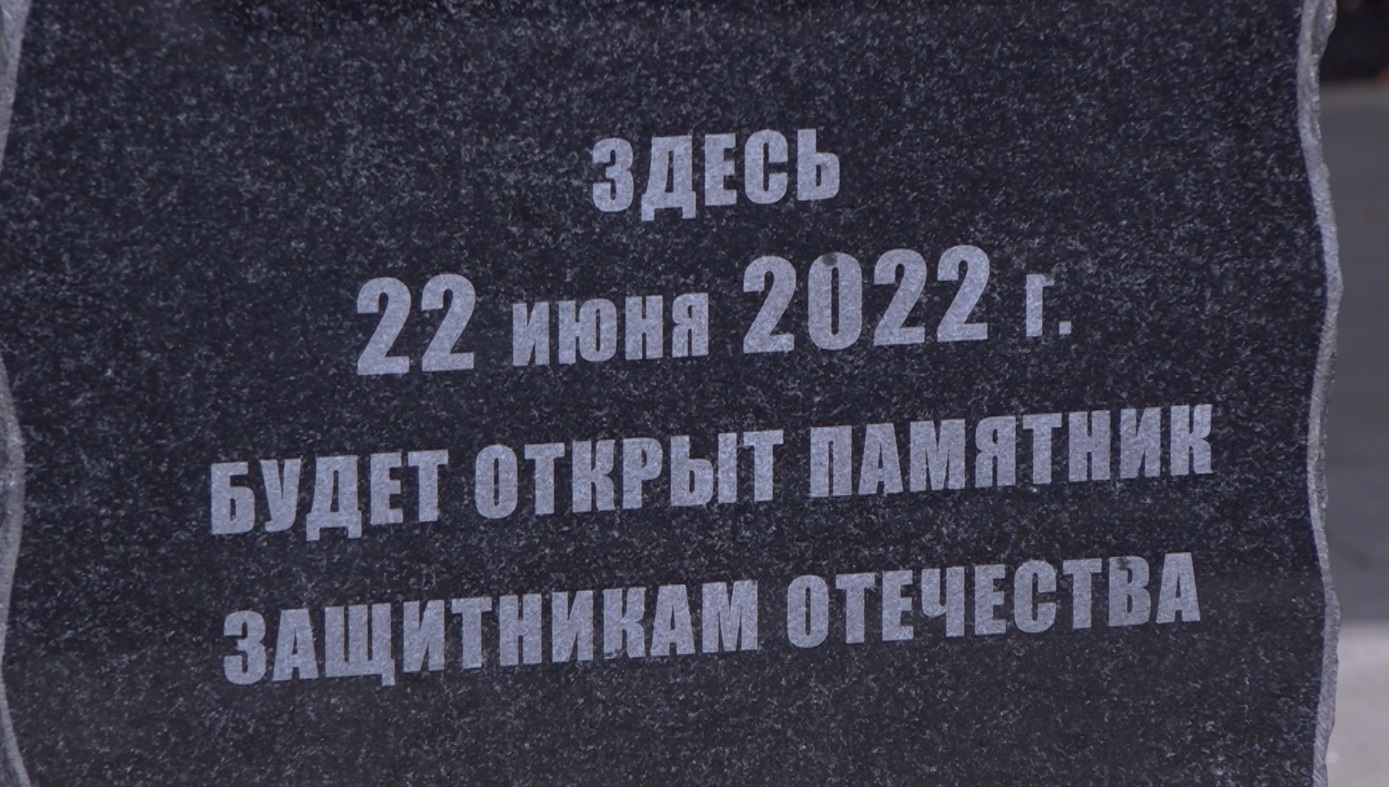 ЗДЕСЬ
22 июня 2022 г.
БУДЕТ ОТКРЫТ ПАМЯТНИК
ЗАЩИТНИКАМ ОТЕЧЕСТВА